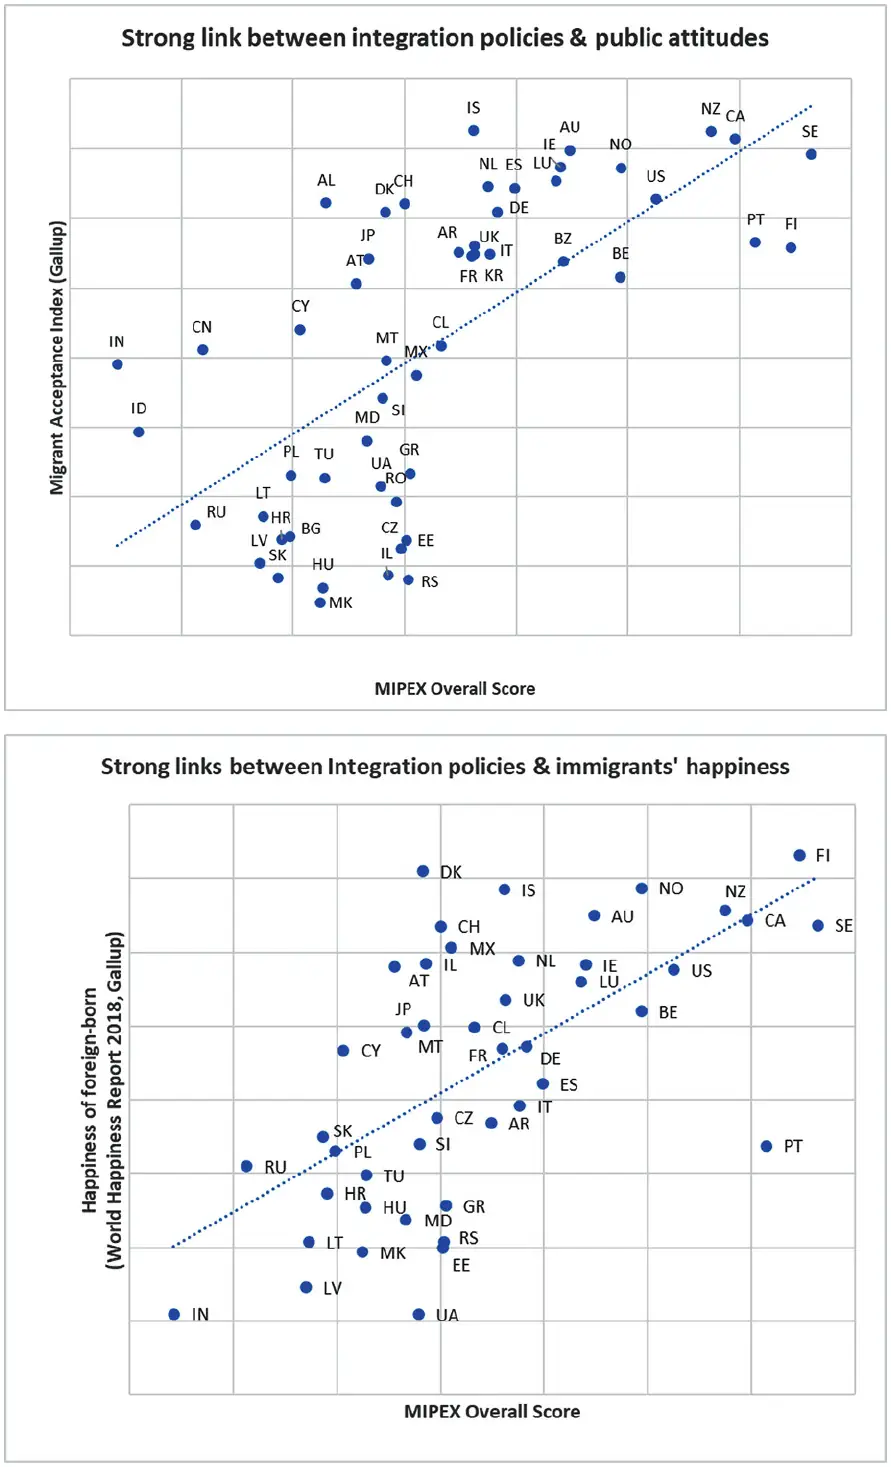 Strong link between integration policies & public attitudes
IS
NZ
CA
AU
SE
IE
NO
LU
NL
ES
US
AL
DK
CH
DE
PT
FI
AR
UK
JP
IT
BZ
BE
AT
FR
KR
CY
CL
CN
MT
IN
MX
ID
SI
MD
PL
TU
GR
UA
RO
LT
RU
HR
BG
CZ
EE
LV
SK
IL
HU
RS
MK
Migrant Acceptance Index (Gallup)
MIPEX Overall Score
Strong links between Integration policies & immigrants' happiness
FI
DK
IS
NO
NZ
AU
CA
SE
CH
MX
IL
NL
IE
US
AT
LU
UK
JP
BE
CL
MT
FR
CY
DE
ES
IT
CZ
AR
SK
SI
PL
PT
RU
TU
HR
HU
GR
MD
LT
RS
MK
EE
LV
IN
UA
Happiness of foreign-born
(World Happiness Report 2018, Gallup)
MIPEX Overall Score